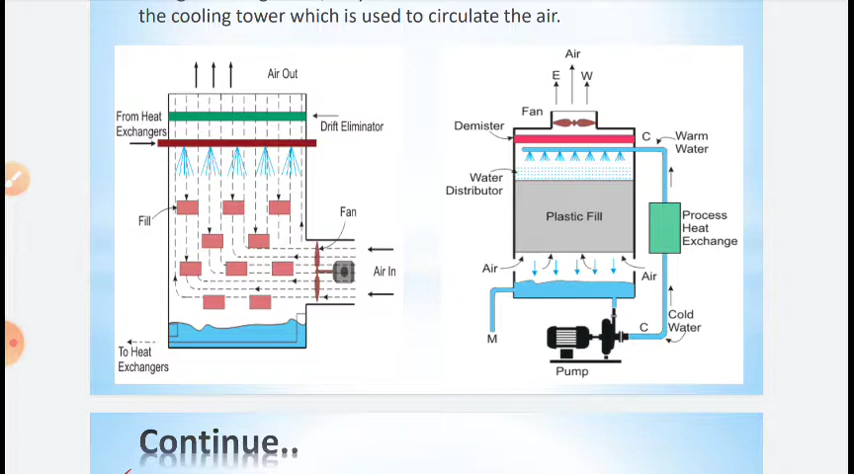 the cooling tower which is used to circulate the air.
Air Out
From Heat
Exchangers
Drift Eliminator
Fill
Fan
Air In
To Heat
Exchangers
Air
E
W
Fan
Demister
C
Warm
Water
Water
Distributor
Plastic Fill
Process
Heat
Exchange
Air
Air
M
C
Cold
Water
Pump
Continue..